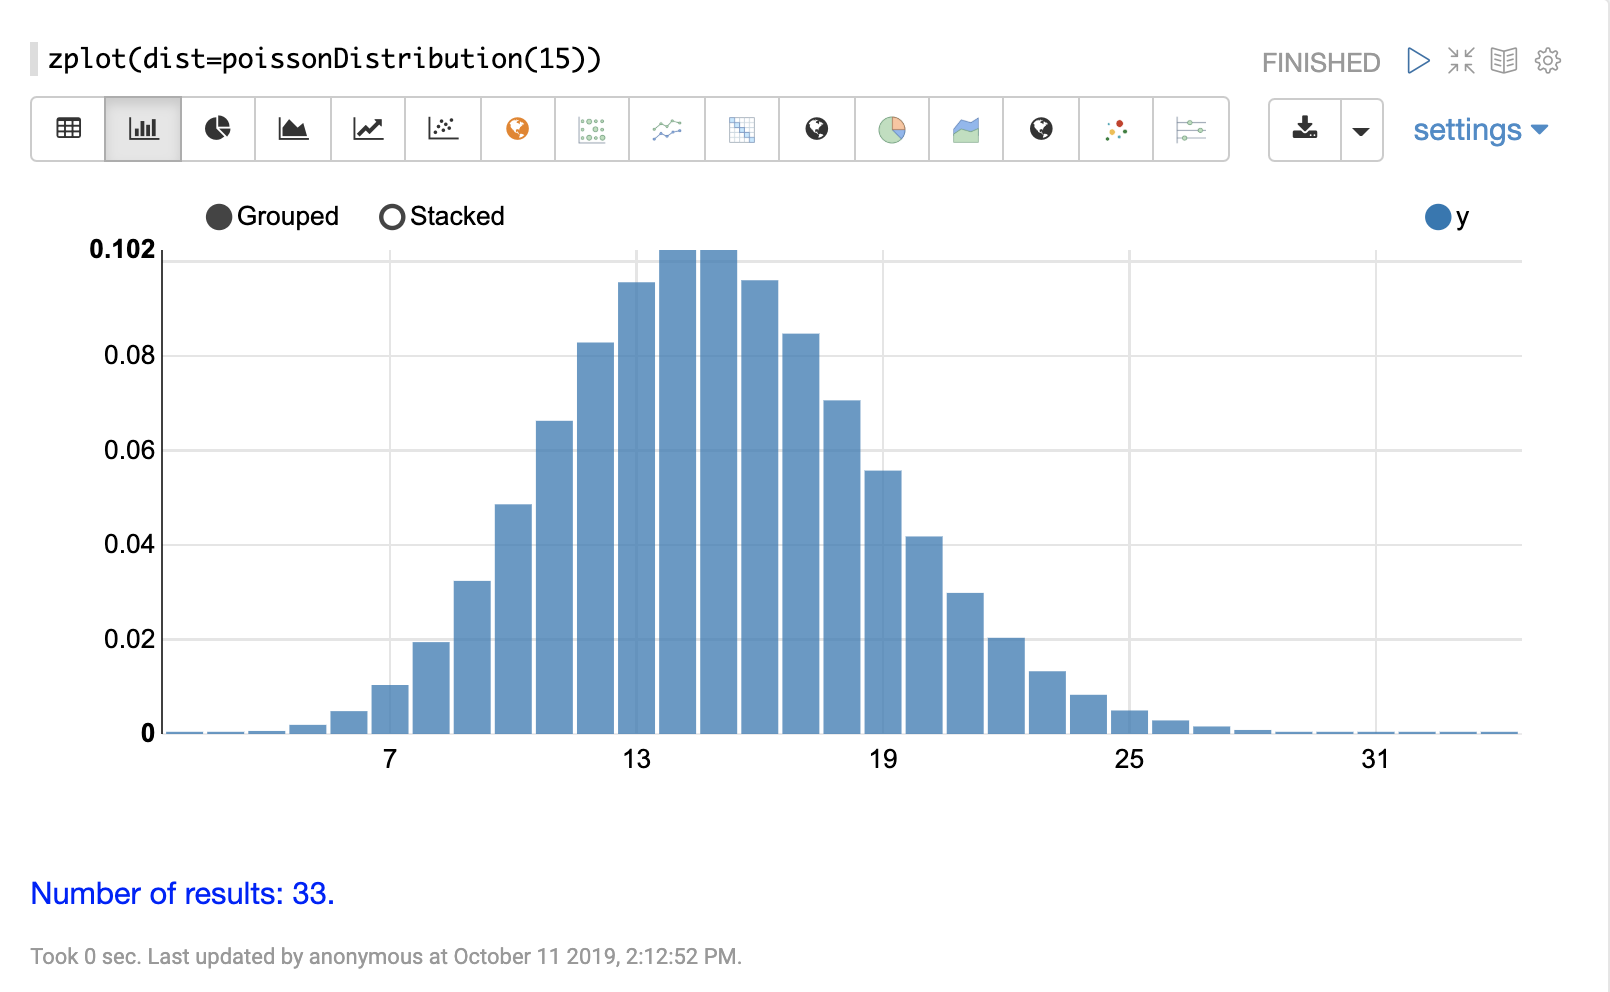 zplot(dist=poissonDistribution(15))
FINISHED
settings
Grouped Stacked
y
0.102
0.08
0.06
0.04
0.02
0
7 13 19 25 31
Number of results: 33.
Took 0 sec. Last updated by anonymous at October 11 2019, 2:12:52 PM.